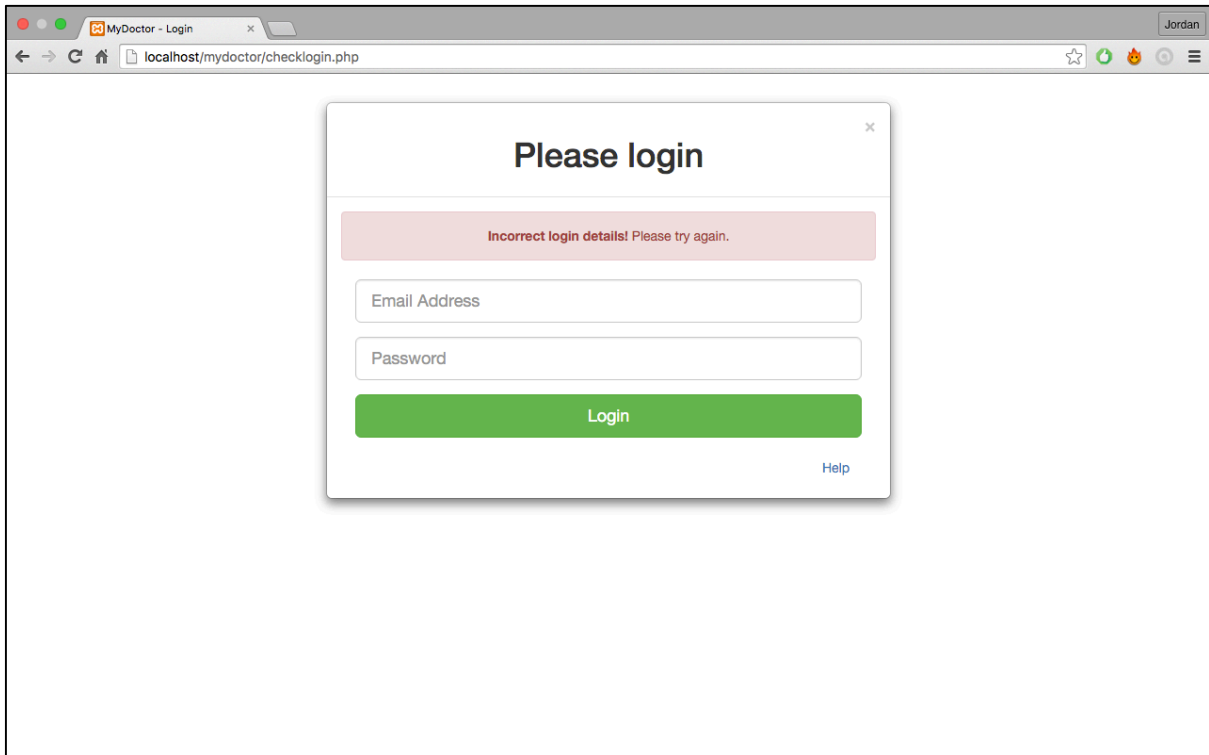 MyDoctor - Login
Jordan
localhost/mydoctor/checklogin.php
Please login
Incorrect login details! Please try again.
Email Address
Password
Login
Help